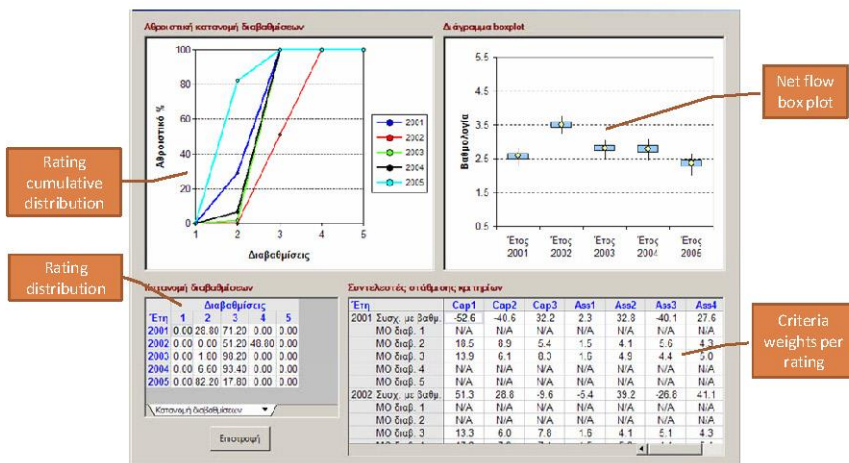 Αθροιστική κατανομή διαβαθμίσεων
100
80
60
40
20
0
Αθροιστικό %
1 2 3 4 5
Διαβαθμίσεις
2001
2002
2003
2004
2005
Διάγραμμα boxplot
5.5
4.5
3.5
2.5
1.5
0.5
Βαθμολογία
Έτος Έτος Έτος Έτος Έτος
2001 2002 2003 2004 2005
Net flow
box plot
Rating
cumulative
distribution
Rating
distribution
Κατανομή διαβαθμίσεων
Διαβαθμίσεις
Έτη 1 2 3 4 5
2001 0.00 28.80 71.20 0.00 0.00
2002 0.00 0.00 51.20 48.80 0.00
2003 0.00 1.80 98.20 0.00 0.00
2004 0.00 6.60 93.40 0.00 0.00
2005 0.00 82.20 17.80 0.00 0.00
Κατανομή διαβαθμίσεων
Επιστροφή
Συντελεστές στάθμισης κριτηρίων
Έτη Cap1 Cap2 Cap3 Ass1 Ass2 Ass3 Ass4
2001 Συσχ. με βαθμ. -52.6 -40.6 32.2 2.3 32.8 -40.1 27.6
ΜΟ διαβ. 1 N/A N/A N/A N/A N/A N/A N/A
ΜΟ διαβ. 2 18.5 8.9 5.4 1.5 4.1 5.6 4.3
ΜΟ διαβ. 3 13.9 6.1 8.3 1.6 4.9 4.4 5.0
ΜΟ διαβ. 4 N/A N/A N/A N/A N/A N/A N/A
ΜΟ διαβ. 5 N/A N/A N/A N/A N/A N/A N/A
2002 Συσχ. με βαθμ. 51.3 28.8 -9.6 -5.4 39.2 -26.8 41.1
ΜΟ διαβ. 1 N/A N/A N/A N/A N/A N/A N/A
ΜΟ διαβ. 2 N/A N/A N/A N/A N/A N/A N/A
ΜΟ διαβ. 3 13.3 6.0 7.8 1.6 4.1 5.1 4.3
Criteria
weights per
rating